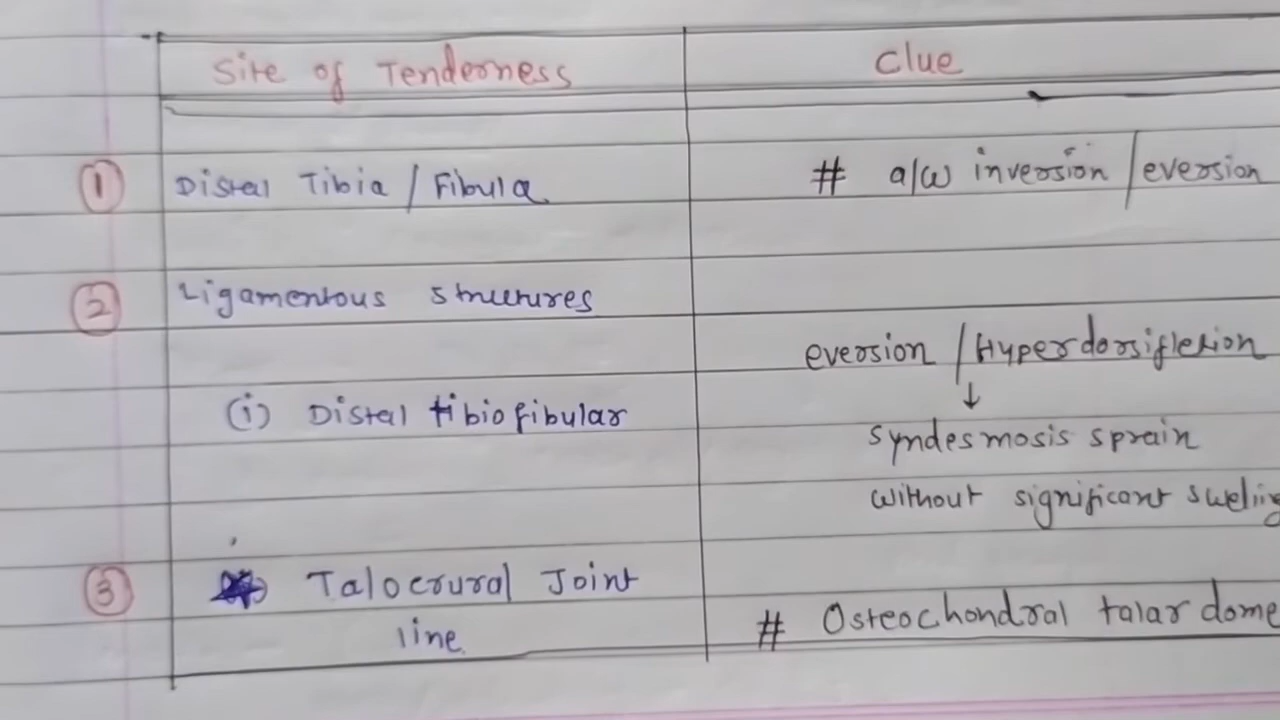 Site of Tenderness
Clue
1 Distal Tibia / Fibula
# a/w inversion / eversion
2 Ligamentous structures
(i) Distal tibiofibular
eversion / Hyperdorsiflexion
↓
syndesmosis sprain
without significant sweling
3 Talocrural Joint
line
# Osteochondral talar dome